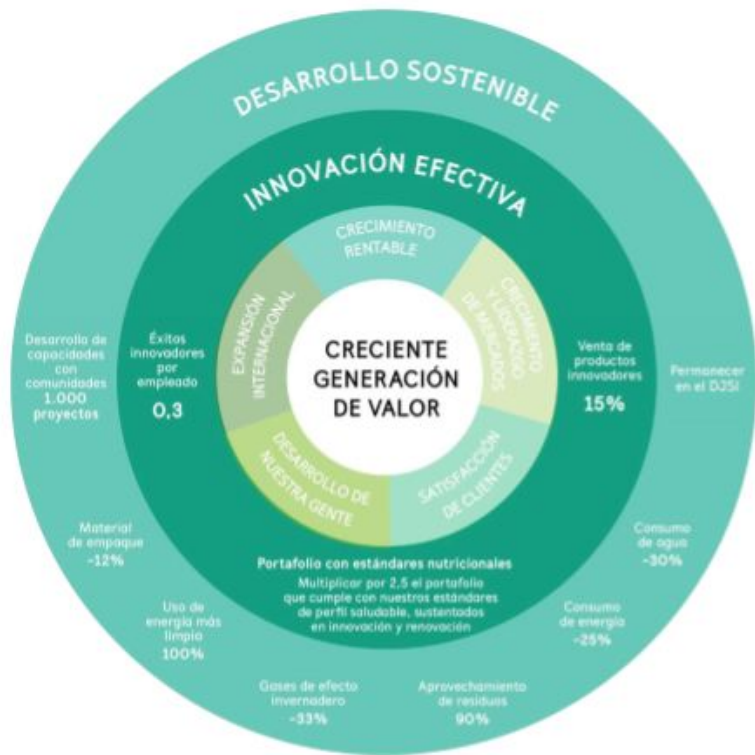 DESARROLLO SOSTENIBLE
INNOVACIÓN EFECTIVA
CRECIMIENTO
RENTABLE
EXPANSIÓN
INTERNACIONAL
CRECIMIENTO
Y LIDERAZGO
DE MERCADOS
CRECIENTE
GENERACIÓN
DE VALOR
DESARROLLO DE
NUESTRA GENTE
SATISFACCIÓN
DE CLIENTES
Desarrollo de
capacidades
con
comunidades
1.000
proyectos
Éxitos
innovadores
por
empleado
0,3
Venta de
productos
innovadores
15%
Permanecer
en el DJSI
Portafolio con estándares nutricionales
Multiplicar por 2,5 el portafolio
que cumple con nuestros estándares
de perfil saludable, sustentados
en innovación y renovación
Material
de empaque
-12%
Uso de
energía más
limpia
100%
Gases de efecto
invernadero
-33%
Aprovechamiento
de residuos
90%
Consumo
de energía
-25%
Consumo
de agua
-30%